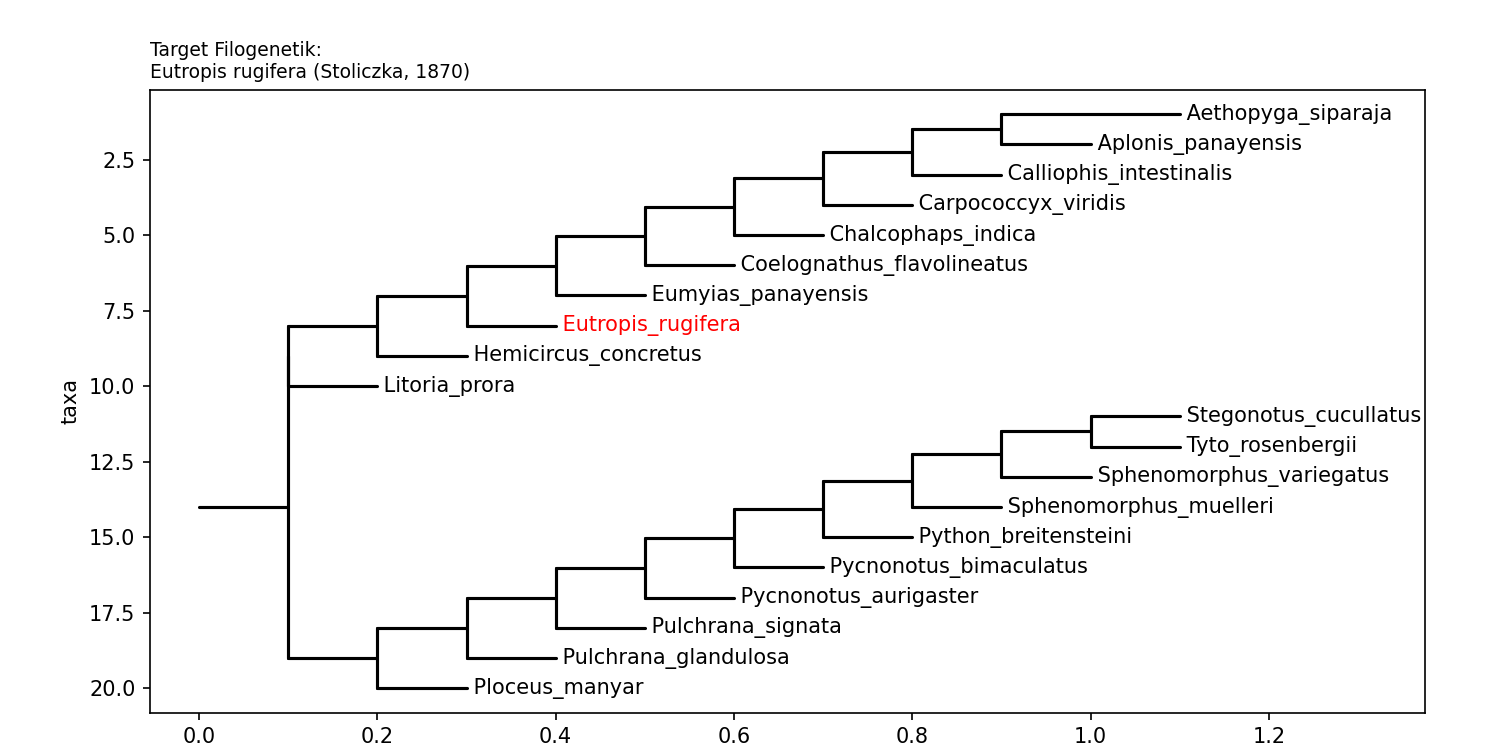 Target Filogenetik:
Eutropis rugifera (Stoliczka, 1870)
Aethopyga_siparaja
Aplonis_panayensis
2.5
Calliophis_intestinalis
Carpococcyx_viridis
5.0
Chalcophaps_indica
Coelognathus_flavolineatus
Eumyias_panayensis
7.5
Eutropis_rugifera
Hemicircus_concretus
10.0
Litoria_prora
taxa
Stegonotus_cucullatus
Tyto_rosenbergii
12.5
Sphenomorphus_variegatus
Sphenomorphus_muelleri
15.0
Python_breitensteini
Pycnonotus_bimaculatus
Pycnonotus_aurigaster
17.5
Pulchrana_signata
Pulchrana_glandulosa
20.0
Ploceus_manyar
0.0 0.2 0.4 0.6 0.8 1.0 1.2